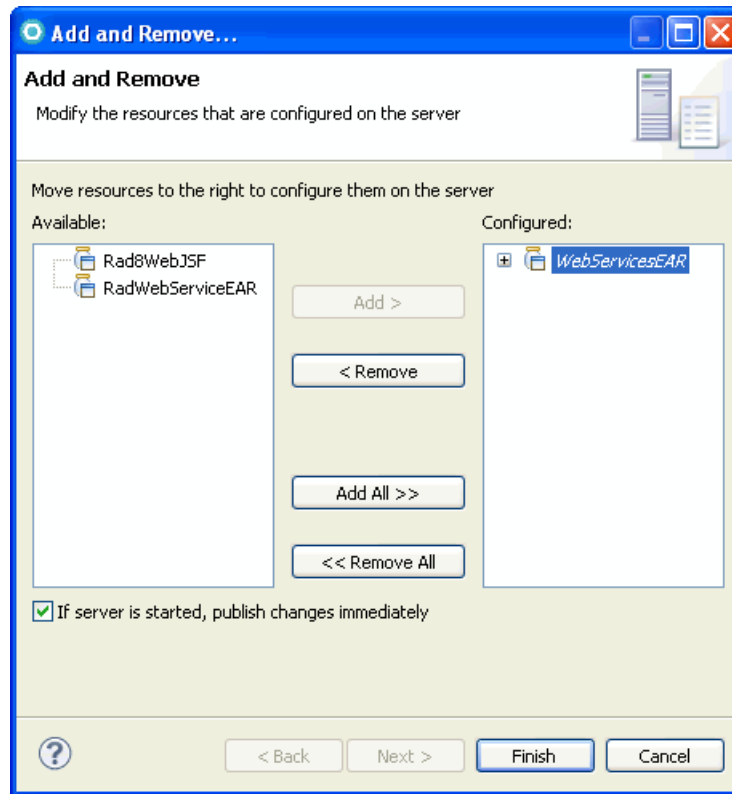 Add and Remove...
Add and Remove
Modify the resources that are configured on the server
Move resources to the right to configure them on the server
Available:
Configured:
Rad8WebJSF
RadWebServiceEAR
WebServicesEAR
Add >
< Remove
Add All >>
<< Remove All
If server is started, publish changes immediately
?
< Back
Next >
Finish
Cancel